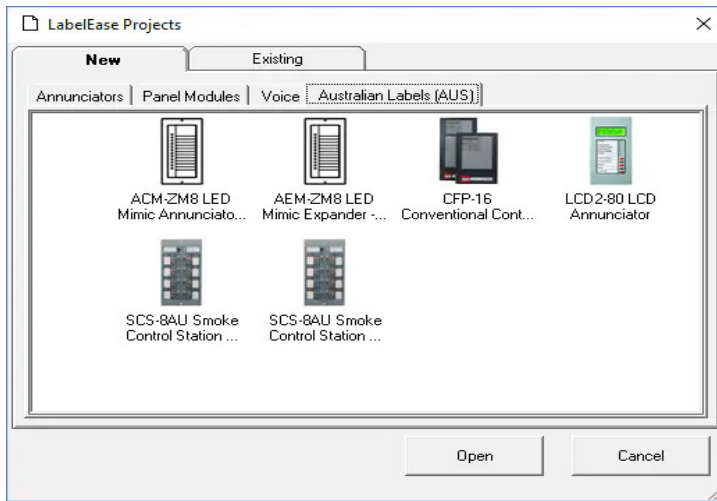 LabelEase Projects
New
Existing
Annunciators
Panel Modules
Voice
Australian Labels (AUS)
ACM-ZM8 LED
Mimic Annunciato...
AEM-ZM8 LED
Mimic Expander -...
CFP-16
Conventional Cont...
LCD2-80 LCD
Annunciator
SCS-8AU Smoke
Control Station ...
SCS-8AU Smoke
Control Station ...
Open
Cancel